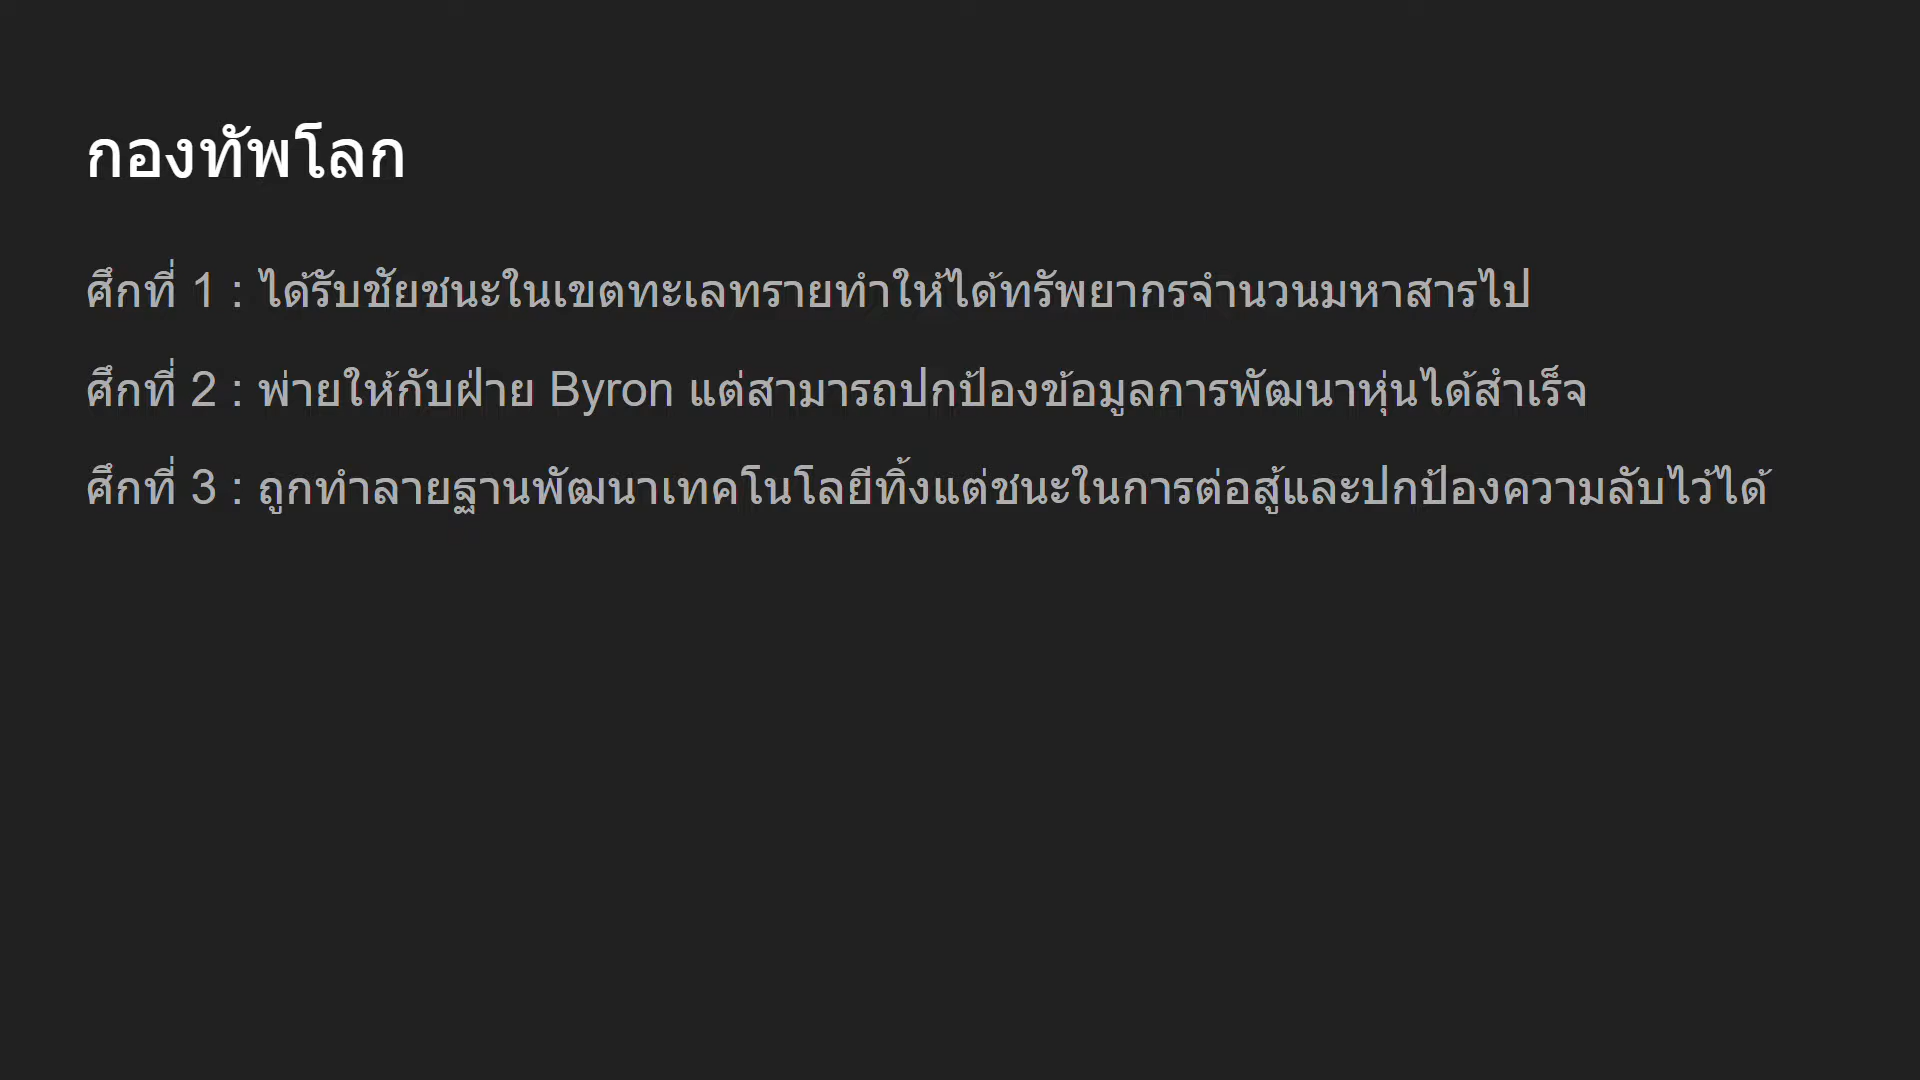 กองทัพโลก
ศึกที่ 1 : ได้รับชัยชนะในเขตทะเลทรายทำให้ได้ทรัพยากรจำนวนมหาสารไป
ศึกที่ 2 : พ่ายให้กับฝ่าย Byron แต่สามารถปกป้องข้อมูลการพัฒนาหุ่นได้สำเร็จ
ศึกที่ 3 : ถูกทำลายฐานพัฒนาเทคโนโลยีทิ้งแต่ชนะในการต่อสู้และปกป้องความลับไว้ได้